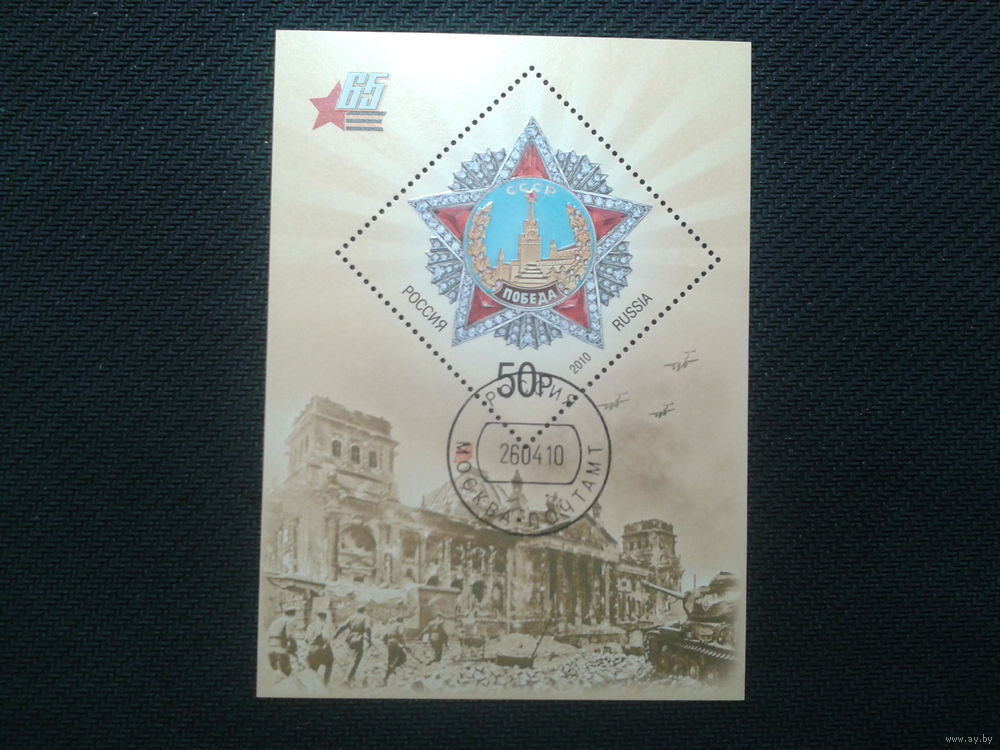 65
СССР
ПОБЕДА
РОССИЯ
RUSSIA
2010
50р
РОССИЯ
260410
МОСКВА-ПОЧТАМТ
www.ay.by